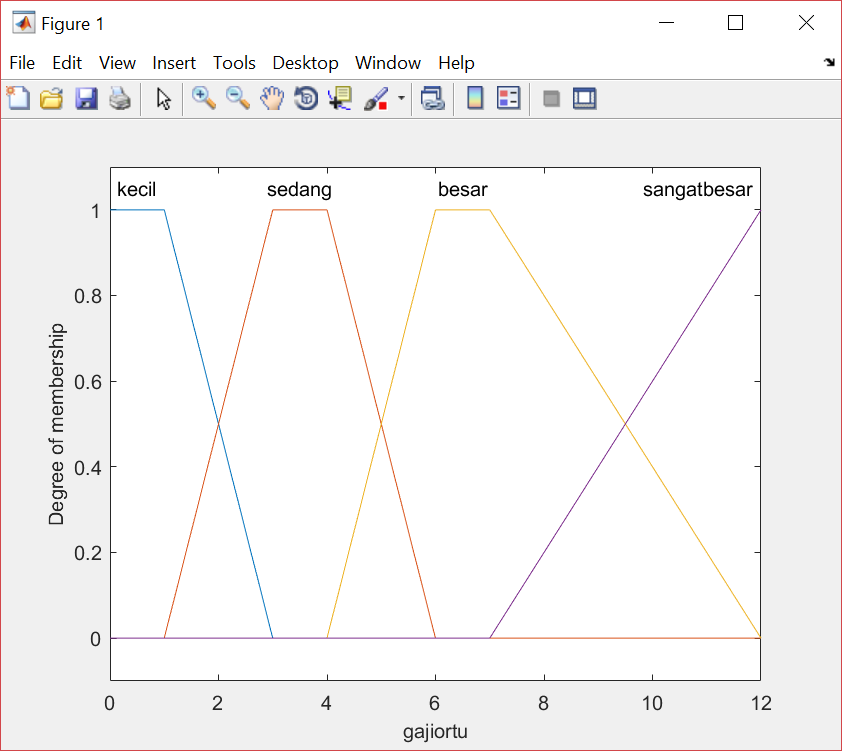 Figure 1
File Edit View Insert Tools Desktop Window Help
kecil sedang besar sangatbesar
1
0.8
0.6
0.4
0.2
0
Degree of membership
0 2 4 6 8 10 12
gajiortu